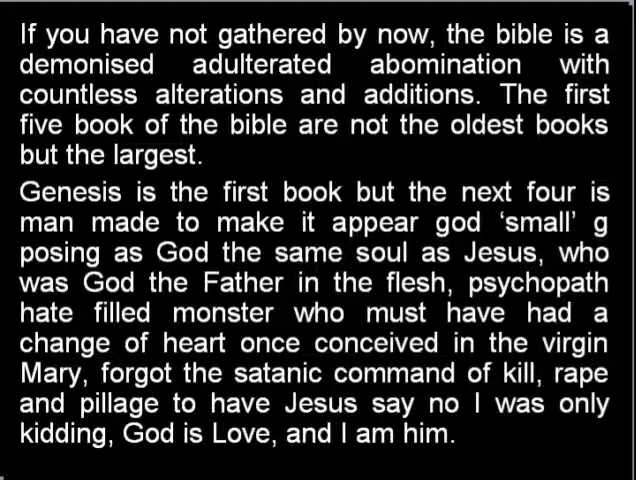 If you have not gathered by now, the bible is a
demonised adulterated abomination with
countless alterations and additions. The first
five book of the bible are not the oldest books
but the largest.
Genesis is the first book but the next four is
man made to make it appear god ‘small’ g
posing as God the same soul as Jesus, who
was God the Father in the flesh, psychopath
hate filled monster who must have had a
change of heart once conceived in the virgin
Mary, forgot the satanic command of kill, rape
and pillage to have Jesus say no I was only
kidding, God is Love, and I am him.